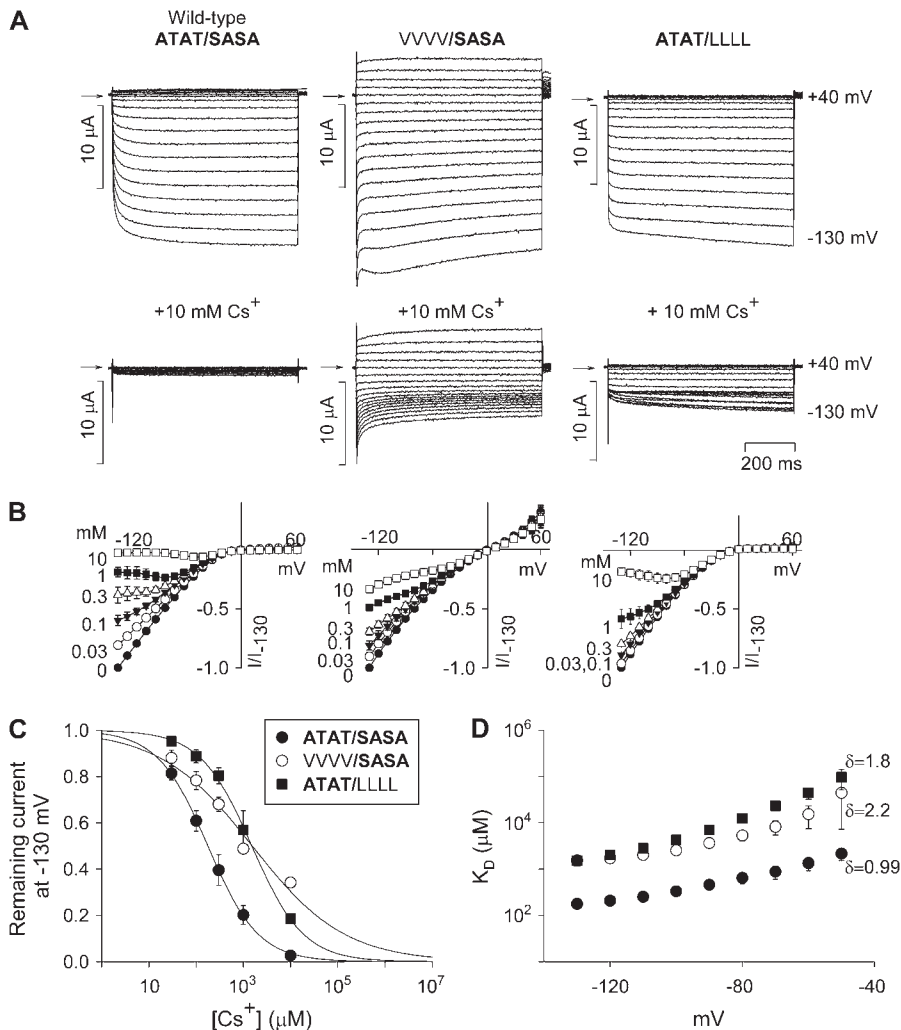 A
Wild-type
ATAT/SASA
VVVV/SASA
ATAT/LLLL
10 µA
10 µA
10 µA
+40 mV
-130 mV
+10 mM Cs+
+10 mM Cs+
+ 10 mM Cs+
10 µA
10 µA
10 µA
+40 mV
-130 mV
200 ms
B
mM -120 60
mV
10
1
0.3
0.1
0.03
0
-0.5
-1.0
I/I-130
-120 60
mM mV
10
1
0.3
0.1
0.03
0
-0.5
-1.0
I/I-130
-120 60
mM mV
10
1
0.3
0.03,0.1
0
-0.5
-1.0
I/I-130
C
Remaining current
at -130 mV
1.0
0.8
0.6
0.4
0.2
0.0
ATAT/SASA
VVVV/SASA
ATAT/LLLL
10 10³ 10⁵ 10⁷
[Cs+] (µM)
D
KD (µM)
10⁶
10⁴
10²
δ=1.8
δ=2.2
δ=0.99
-120 -80 -40
mV